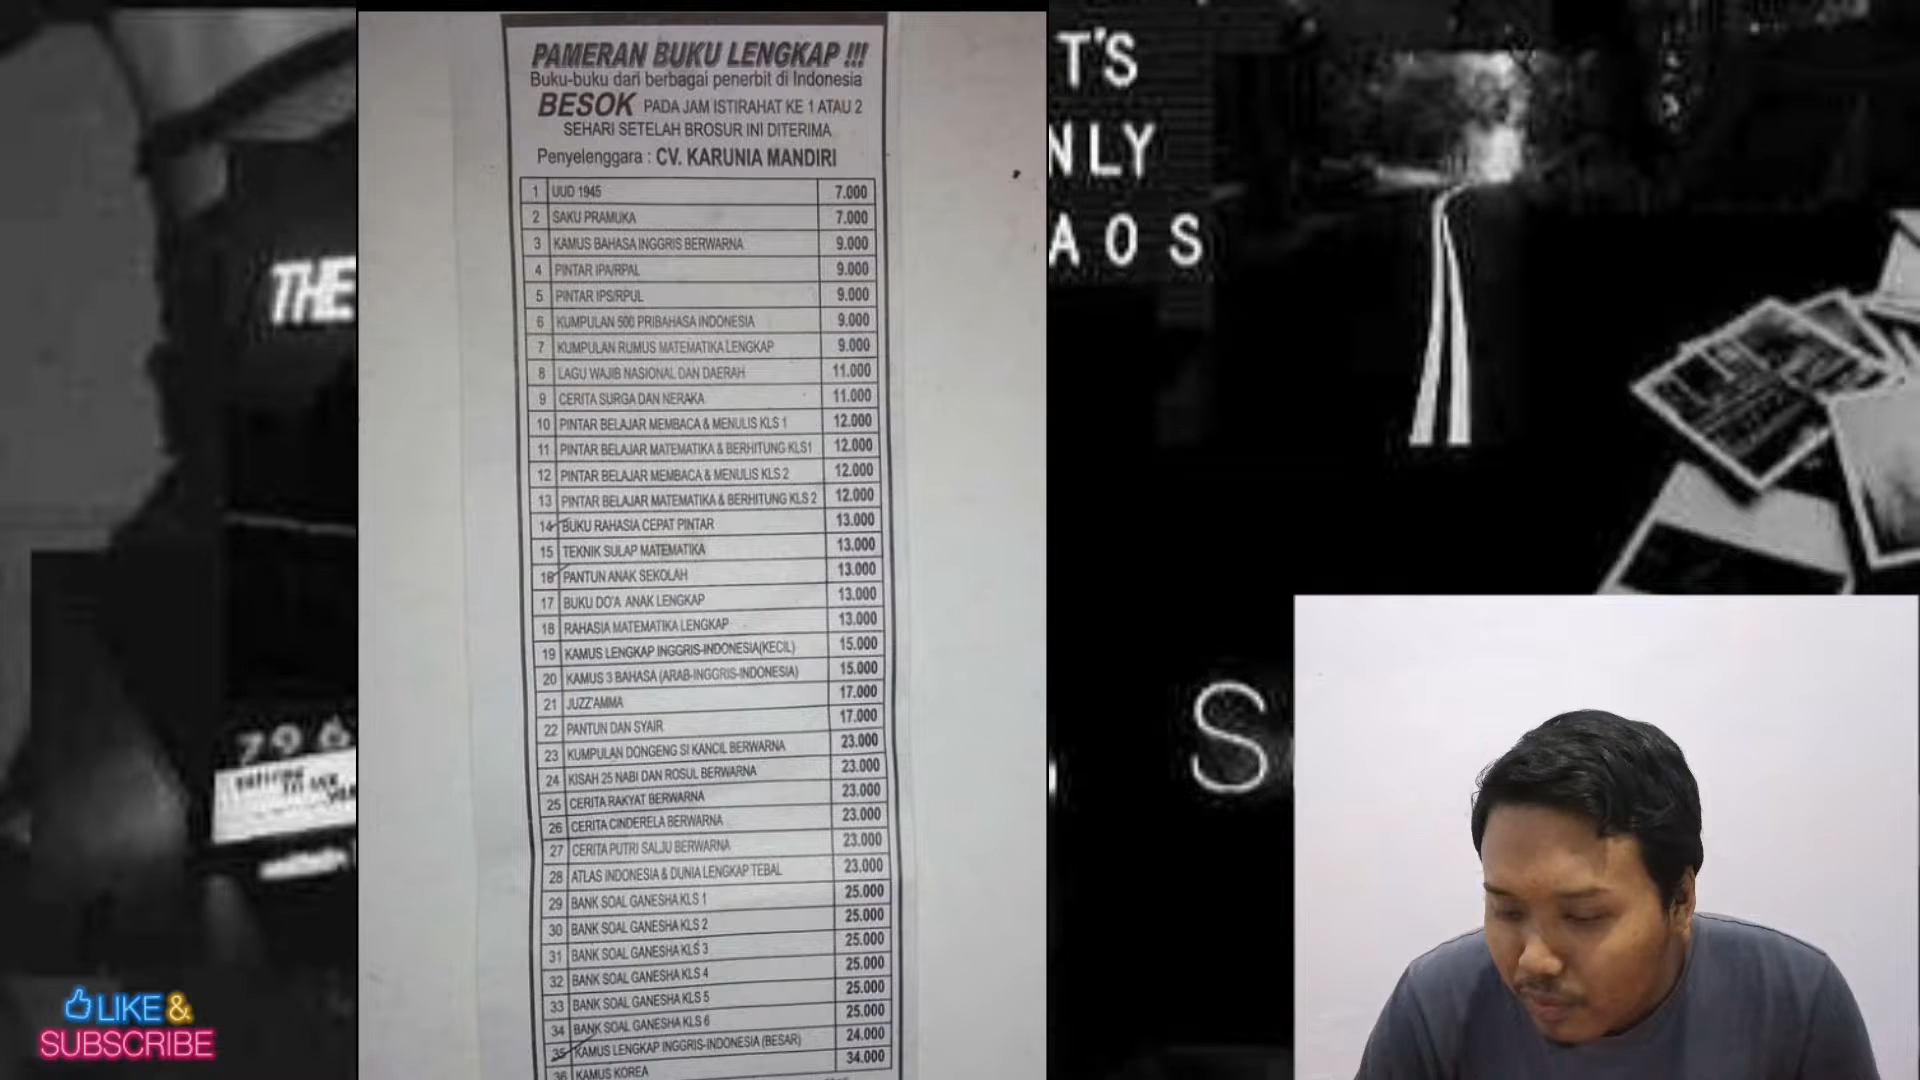 PAMERAN BUKU LENGKAP !!!
Buku-buku dari berbagai penerbit di Indonesia
BESOK PADA JAM ISTIRAHAT KE 1 ATAU 2
SEHARI SETELAH BROSUR INI DITERIMA
Penyelenggara : CV. KARUNIA MANDIRI
1 UUD 1945 7.000
2 SAKU PRAMUKA 7.000
3 KAMUS BAHASA INGGRIS BERWARNA 9.000
4 PINTAR IPA/RPAL 9.000
5 PINTAR IPS/RPUL 9.000
6 KUMPULAN 500 PRIBAHASA INDONESIA 9.000
7 KUMPULAN RUMUS MATEMATIKA LENGKAP 9.000
8 LAGU WAJIB NASIONAL DAN DAERAH 11.000
9 CERITA SURGA DAN NERAKA 11.000
10 PINTAR BELAJAR MEMBACA & MENULIS KLS 1 12.000
11 PINTAR BELAJAR MATEMATIKA & BERHITUNG KLS1 12.000
12 PINTAR BELAJAR MEMBACA & MENULIS KLS 2 12.000
13 PINTAR BELAJAR MATEMATIKA & BERHITUNG KLS 2 12.000
14 BUKU RAHASIA CEPAT PINTAR 13.000
15 TEKNIK SULAP MATEMATIKA 13.000
16 PANTUN ANAK SEKOLAH 13.000
17 BUKU DO'A ANAK LENGKAP 13.000
18 RAHASIA MATEMATIKA LENGKAP 13.000
19 KAMUS LENGKAP INGGRIS-INDONESIA(KECIL) 15.000
20 KAMUS 3 BAHASA (ARAB-INGGRIS-INDONESIA) 15.000
21 JUZZ'AMMA 17.000
22 PANTUN DAN SYAIR 17.000
23 KUMPULAN DONGENG SI KANCIL BERWARNA 23.000
24 KISAH 25 NABI DAN ROSUL BERWARNA 23.000
25 CERITA RAKYAT BERWARNA 23.000
26 CERITA CINDERELA BERWARNA 23.000
27 CERITA PUTRI SALJU BERWARNA 23.000
28 ATLAS INDONESIA & DUNIA LENGKAP TEBAL 23.000
29 BANK SOAL GANESHA KLS 1 25.000
30 BANK SOAL GANESHA KLS 2 25.000
31 BANK SOAL GANESHA KLS 3 25.000
32 BANK SOAL GANESHA KLS 4 25.000
33 BANK SOAL GANESHA KLS 5 25.000
34 BANK SOAL GANESHA KLS 6 25.000
35 KAMUS LENGKAP INGGRIS-INDONESIA (BESAR) 24.000
36 KAMUS KOREA 34.000
T'S
NLY
AOS
THE
796
S
LIKE &
SUBSCRIBE